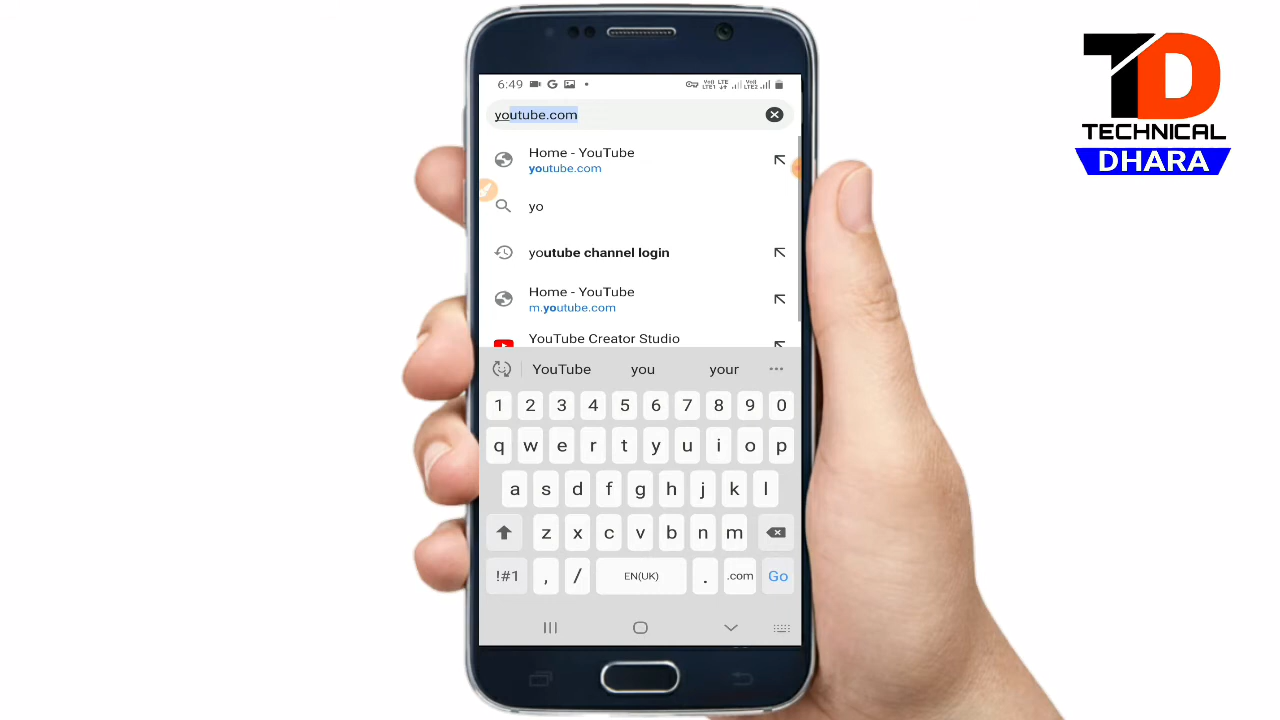 TD
TECHNICAL
DHARA
6:49
youtube.com
Home - YouTube
youtube.com
yo
youtube channel login
Home - YouTube
m.youtube.com
YouTube Creator Studio
YouTube you your
1 2 3 4 5 6 7 8 9 0
q w e r t y u i o p
a s d f g h j k l
z x c v b n m
!#1 , / EN(UK) . .com Go